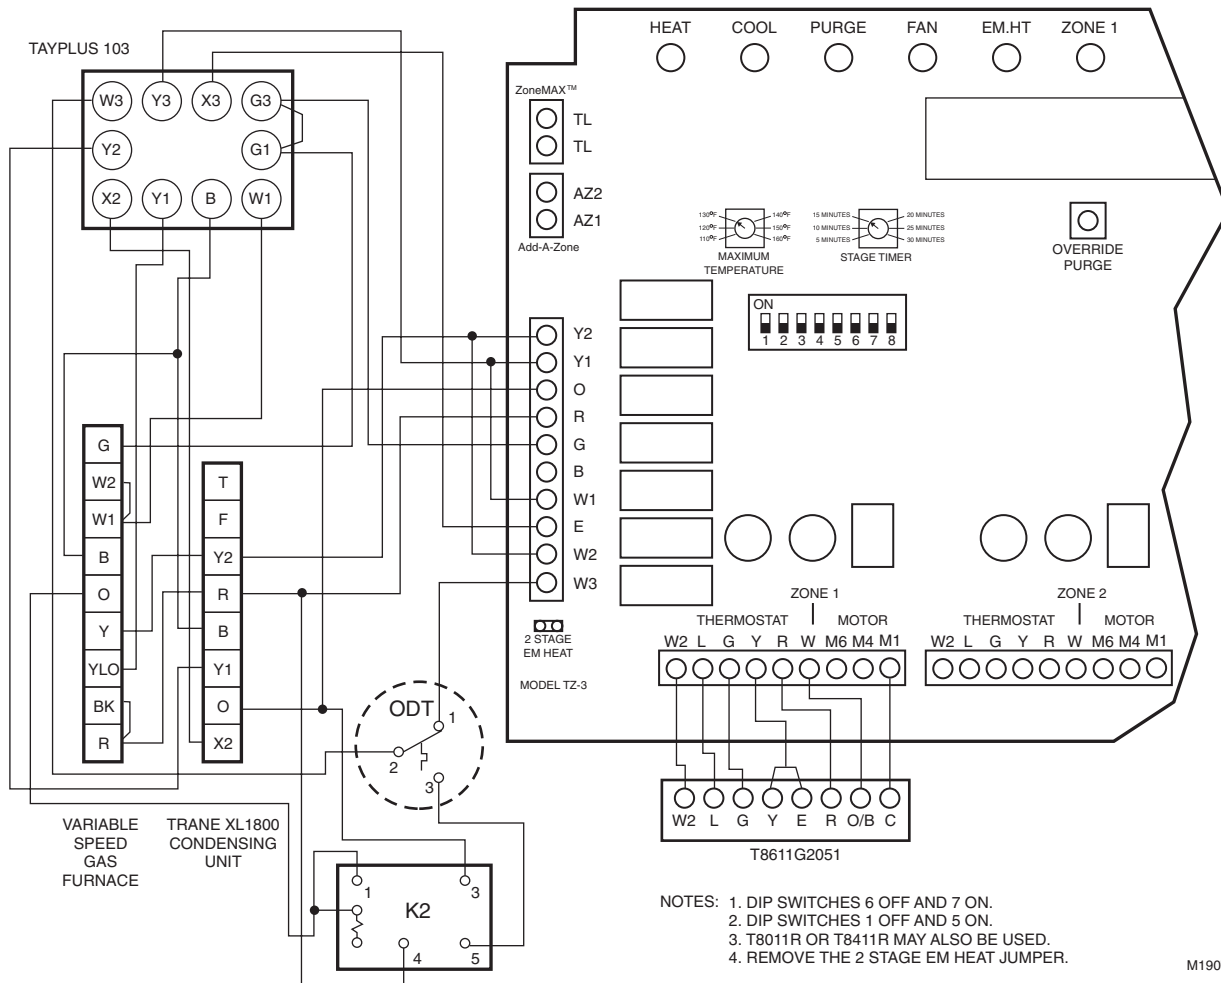 HEAT COOL PURGE FAN EM.HT ZONE 1
TAYPLUS 103
W3 Y3 X3 G3
Y2 G1
X2 Y1 B W1
ZoneMAX™
TL
TL
AZ2
AZ1
Add-A-Zone
130°F 140°F
120°F 150°F
110°F 160°F
MAXIMUM
TEMPERATURE
15 MINUTES 20 MINUTES
10 MINUTES 25 MINUTES
5 MINUTES 30 MINUTES
STAGE TIMER
OVERRIDE
PURGE
ON
1 2 3 4 5 6 7 8
Y2
Y1
O
R
G
B
W1
E
W2
W3
2 STAGE
EM HEAT
MODEL TZ-3
G
W2
W1
B
O
Y
YLO
BK
R
VARIABLE
SPEED
GAS
FURNACE
T
F
Y2
R
B
Y1
O
X2
TRANE XL1800
CONDENSING
UNIT
ODT
1
2
3
K2
1
3
4
5
ZONE 1
THERMOSTAT MOTOR
W2 L G Y R W M6 M4 M1
ZONE 2
THERMOSTAT MOTOR
W2 L G Y R W M6 M4 M1
W2 L G Y E R O/B C
T8611G2051
NOTES: 1. DIP SWITCHES 6 OFF AND 7 ON.
2. DIP SWITCHES 1 OFF AND 5 ON.
3. T8011R OR T8411R MAY ALSO BE USED.
4. REMOVE THE 2 STAGE EM HEAT JUMPER.
M190